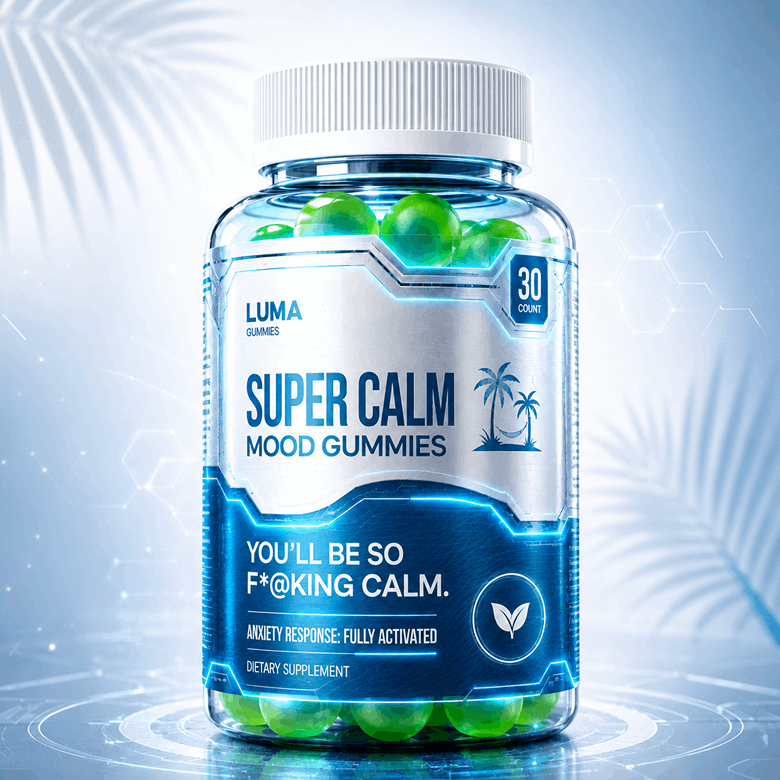 30
COUNT
LUMA
GUMMIES
SUPER CALM
MOOD GUMMIES
YOU'LL BE SO
F*@KING CALM.
ANXIETY RESPONSE: FULLY ACTIVATED
DIETARY SUPPLEMENT